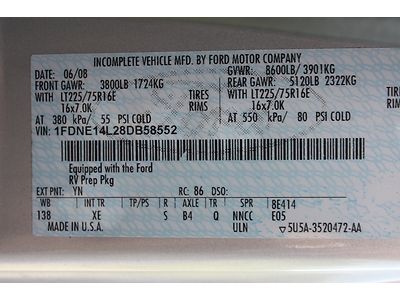 INCOMPLETE VEHICLE MFD. BY FORD MOTOR COMPANY
DATE: 06/08 GVWR: 8600LB/ 3901KG
FRONT GAWR: 3800LB 1724KG REAR GAWR: 5120LB 2322KG
WITH LT225/75R16E TIRES WITH LT225/75R16E TIRES
16x7.0K RIMS 16x7.0K RIMS
AT 380 kPa/ 55 PSI COLD AT 550 kPa/ 80 PSI COLD
VIN: 1FDNE14L28DB58552
Equipped with the Ford
RV Prep Pkg
EXT PNT: YN RC: 86 DSO:
WB INT TR TP/PS R AXLE TR SPR 8E414
138 XE S B4 Q NNCC E05
MADE IN U.S.A. ULN ▽5U5A-3520472-AA